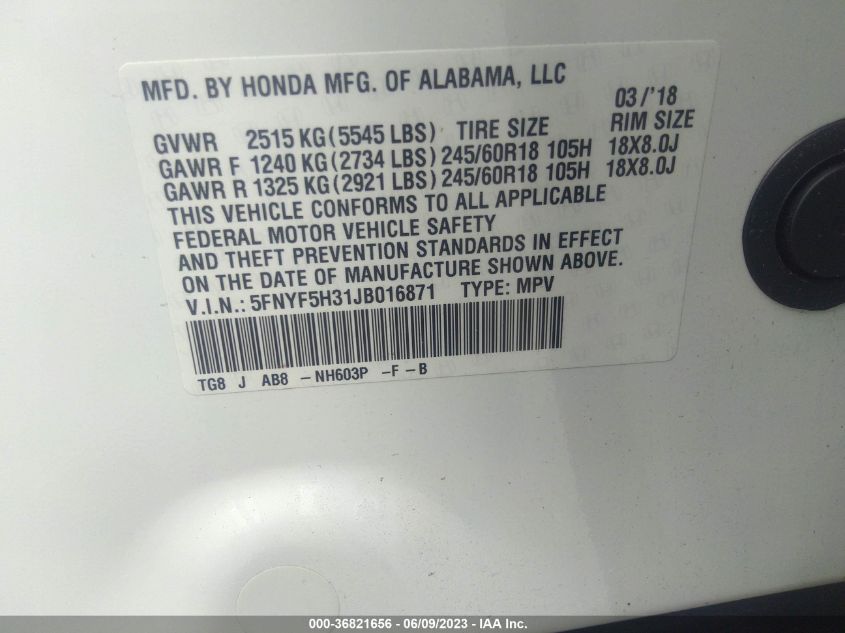 MFD. BY HONDA MFG. OF ALABAMA, LLC
03/'18
GVWR 2515 KG (5545 LBS) TIRE SIZE RIM SIZE
GAWR F 1240 KG (2734 LBS) 245/60R18 105H 18X8.0J
GAWR R 1325 KG (2921 LBS) 245/60R18 105H 18X8.0J
THIS VEHICLE CONFORMS TO ALL APPLICABLE
FEDERAL MOTOR VEHICLE SAFETY
AND THEFT PREVENTION STANDARDS IN EFFECT
ON THE DATE OF MANUFACTURE SHOWN ABOVE.
V.I.N.: 5FNYF5H31JB016871 TYPE: MPV
TG8 J AB8 -NH603P -F-B
000-36821656 - 06/09/2023 - IAA Inc.